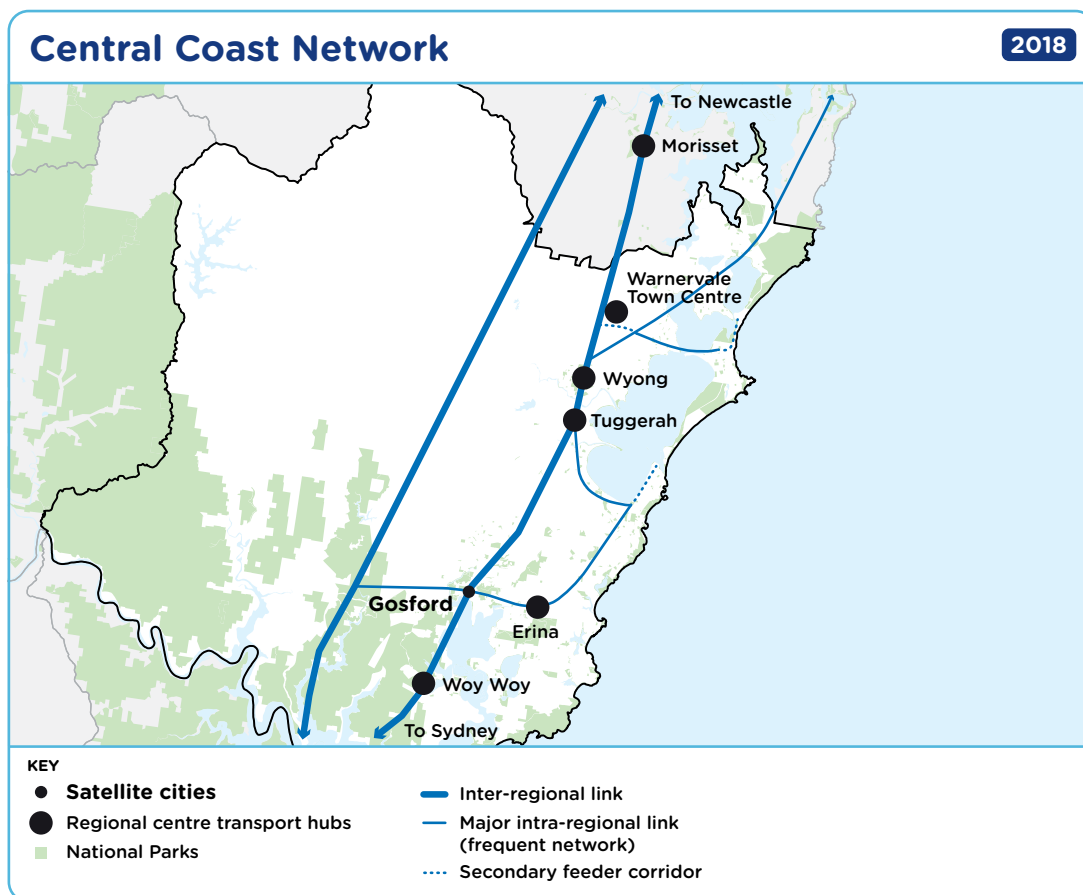 Central Coast Network
2018
To Newcastle
Morisset
Warnervale
Town Centre
Wyong
Tuggerah
Gosford
Erina
Woy Woy
To Sydney
KEY
Satellite cities
Regional centre transport hubs
National Parks
Inter-regional link
Major intra-regional link
(frequent network)
Secondary feeder corridor